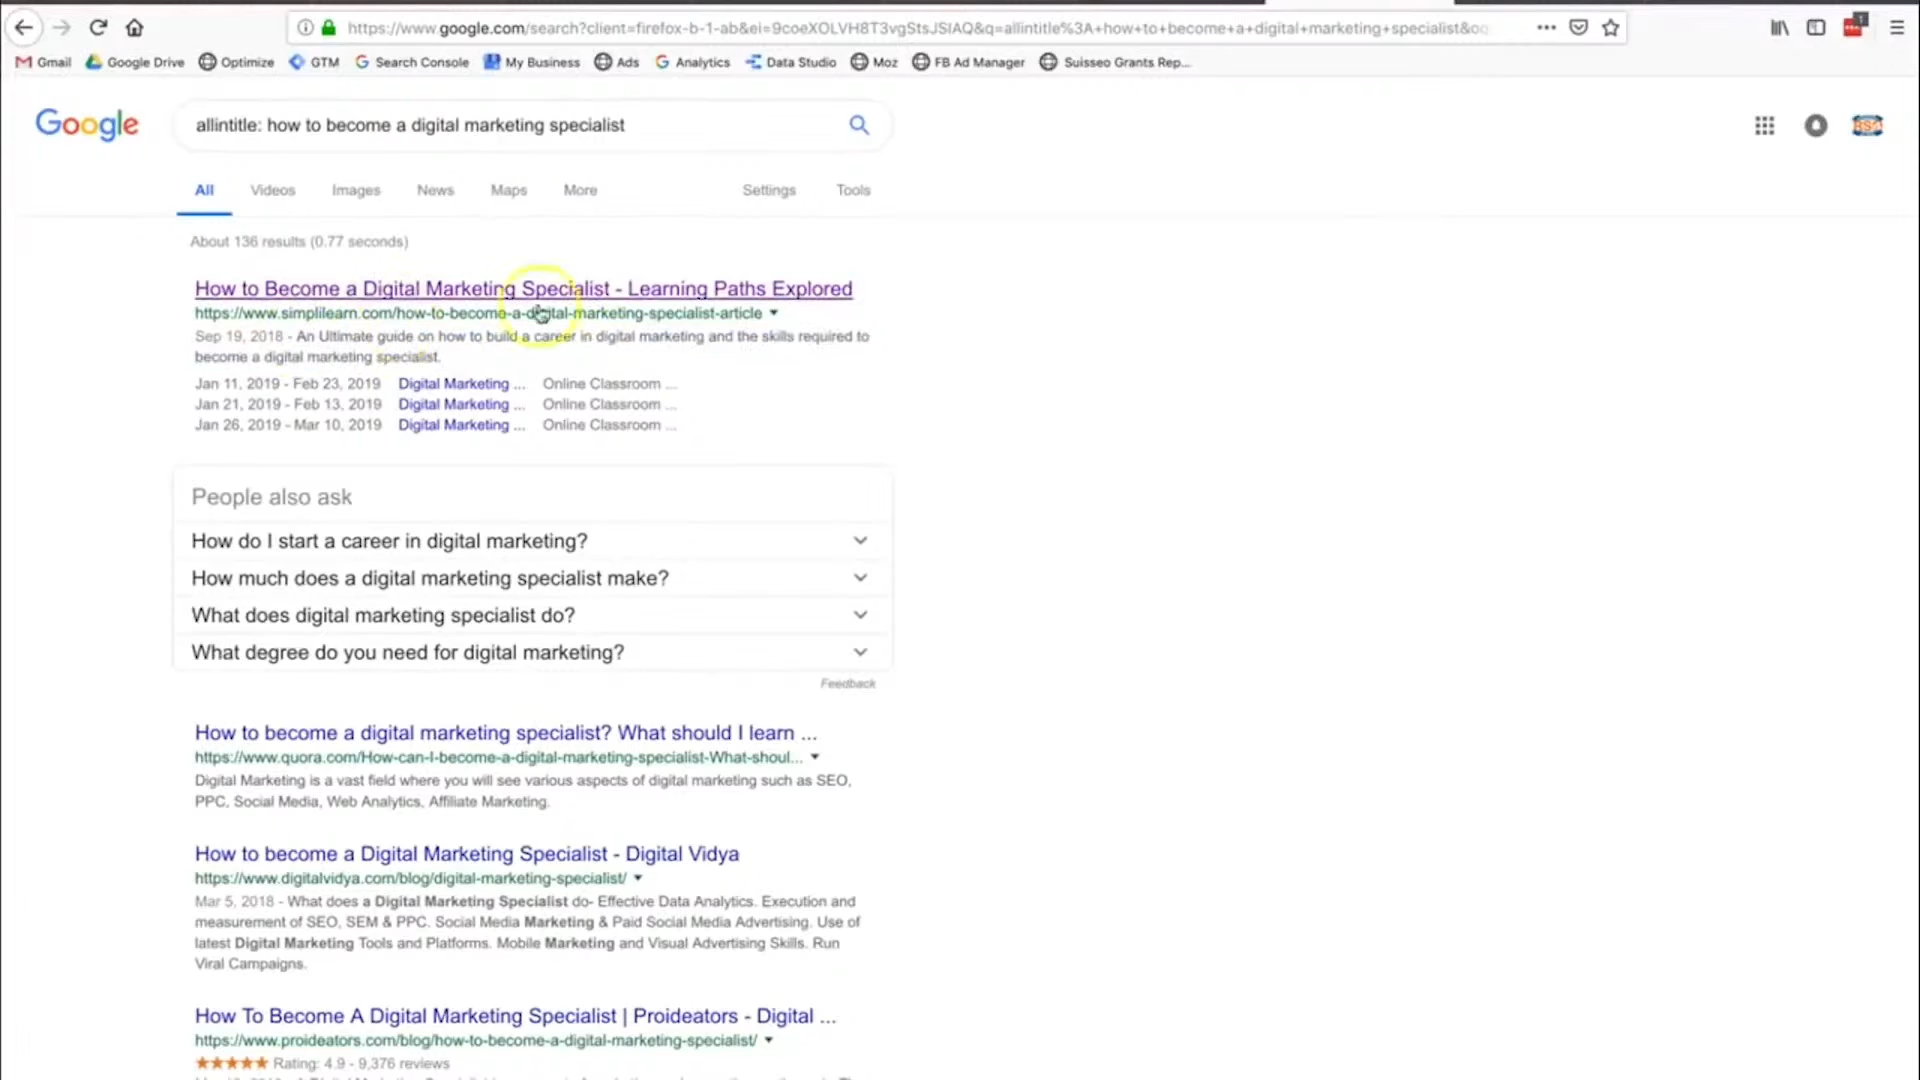 https://www.google.com/search?client=firefox-b-1-ab&ei=9coeXOLVH8T3vgStsJSIAQ&q=allintitle%3A+how+to+become+a+digital+marketing+specialist&oq
1
Gmail Google Drive Optimize GTM Search Console My Business Ads Analytics Data Studio Moz FB Ad Manager Suisseo Grants Rep...
Google allintitle: how to become a digital marketing specialist
All Videos Images News Maps More Settings Tools
About 136 results (0.77 seconds)
How to Become a Digital Marketing Specialist - Learning Paths Explored
https://www.simplilearn.com/how-to-become-a-digital-marketing-specialist-article
Sep 19, 2018 - An Ultimate guide on how to build a career in digital marketing and the skills required to
become a digital marketing specialist.
Jan 11, 2019 - Feb 23, 2019 Digital Marketing ... Online Classroom ...
Jan 21, 2019 - Feb 13, 2019 Digital Marketing ... Online Classroom ...
Jan 26, 2019 - Mar 10, 2019 Digital Marketing ... Online Classroom ...
People also ask
How do I start a career in digital marketing?
How much does a digital marketing specialist make?
What does digital marketing specialist do?
What degree do you need for digital marketing?
Feedback
How to become a digital marketing specialist? What should I learn ...
https://www.quora.com/How-can-I-become-a-digital-marketing-specialist-What-shoul...
Digital Marketing is a vast field where you will see various aspects of digital marketing such as SEO,
PPC, Social Media, Web Analytics, Affiliate Marketing.
How to become a Digital Marketing Specialist - Digital Vidya
https://www.digitalvidya.com/blog/digital-marketing-specialist/
Mar 5, 2018 - What does a Digital Marketing Specialist do- Effective Data Analytics. Execution and
measurement of SEO, SEM & PPC. Social Media Marketing & Paid Social Media Advertising. Use of
latest Digital Marketing Tools and Platforms. Mobile Marketing and Visual Advertising Skills. Run
Viral Campaigns.
How To Become A Digital Marketing Specialist | Proideators - Digital ...
https://www.proideators.com/blog/how-to-become-a-digital-marketing-specialist/
Rating: 4.9 - 9,376 reviews